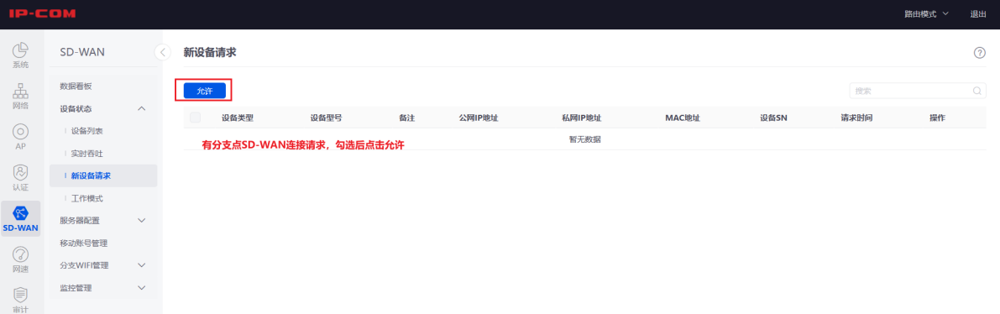 IP-COM
路由模式 退出
系统
网络
AP
认证
SD-WAN
网速
审计
SD-WAN
数据看板
设备状态
设备列表
实时吞吐
新设备请求
工作模式
服务器配置
移动账号管理
分支WIFI管理
监控管理
新设备请求
允许
搜索
设备类型 设备型号 备注 公网IP地址 私网IP地址 MAC地址 设备SN 请求时间 操作
暂无数据
有分支点SD-WAN连接请求，勾选后点击允许